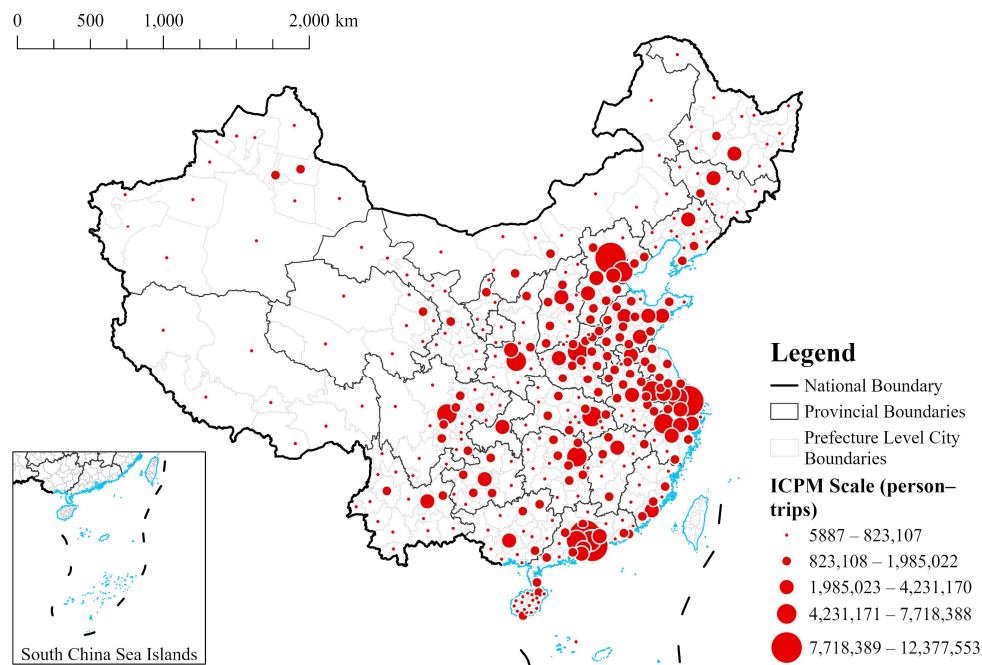 0 500 1,000 2,000 km
Legend
National Boundary
Provincial Boundaries
Prefecture Level City
Boundaries
ICPM Scale (person–
trips)
5887 – 823,107
823,108 – 1,985,022
1,985,023 – 4,231,170
4,231,171 – 7,718,388
7,718,389 – 12,377,553
South China Sea Islands